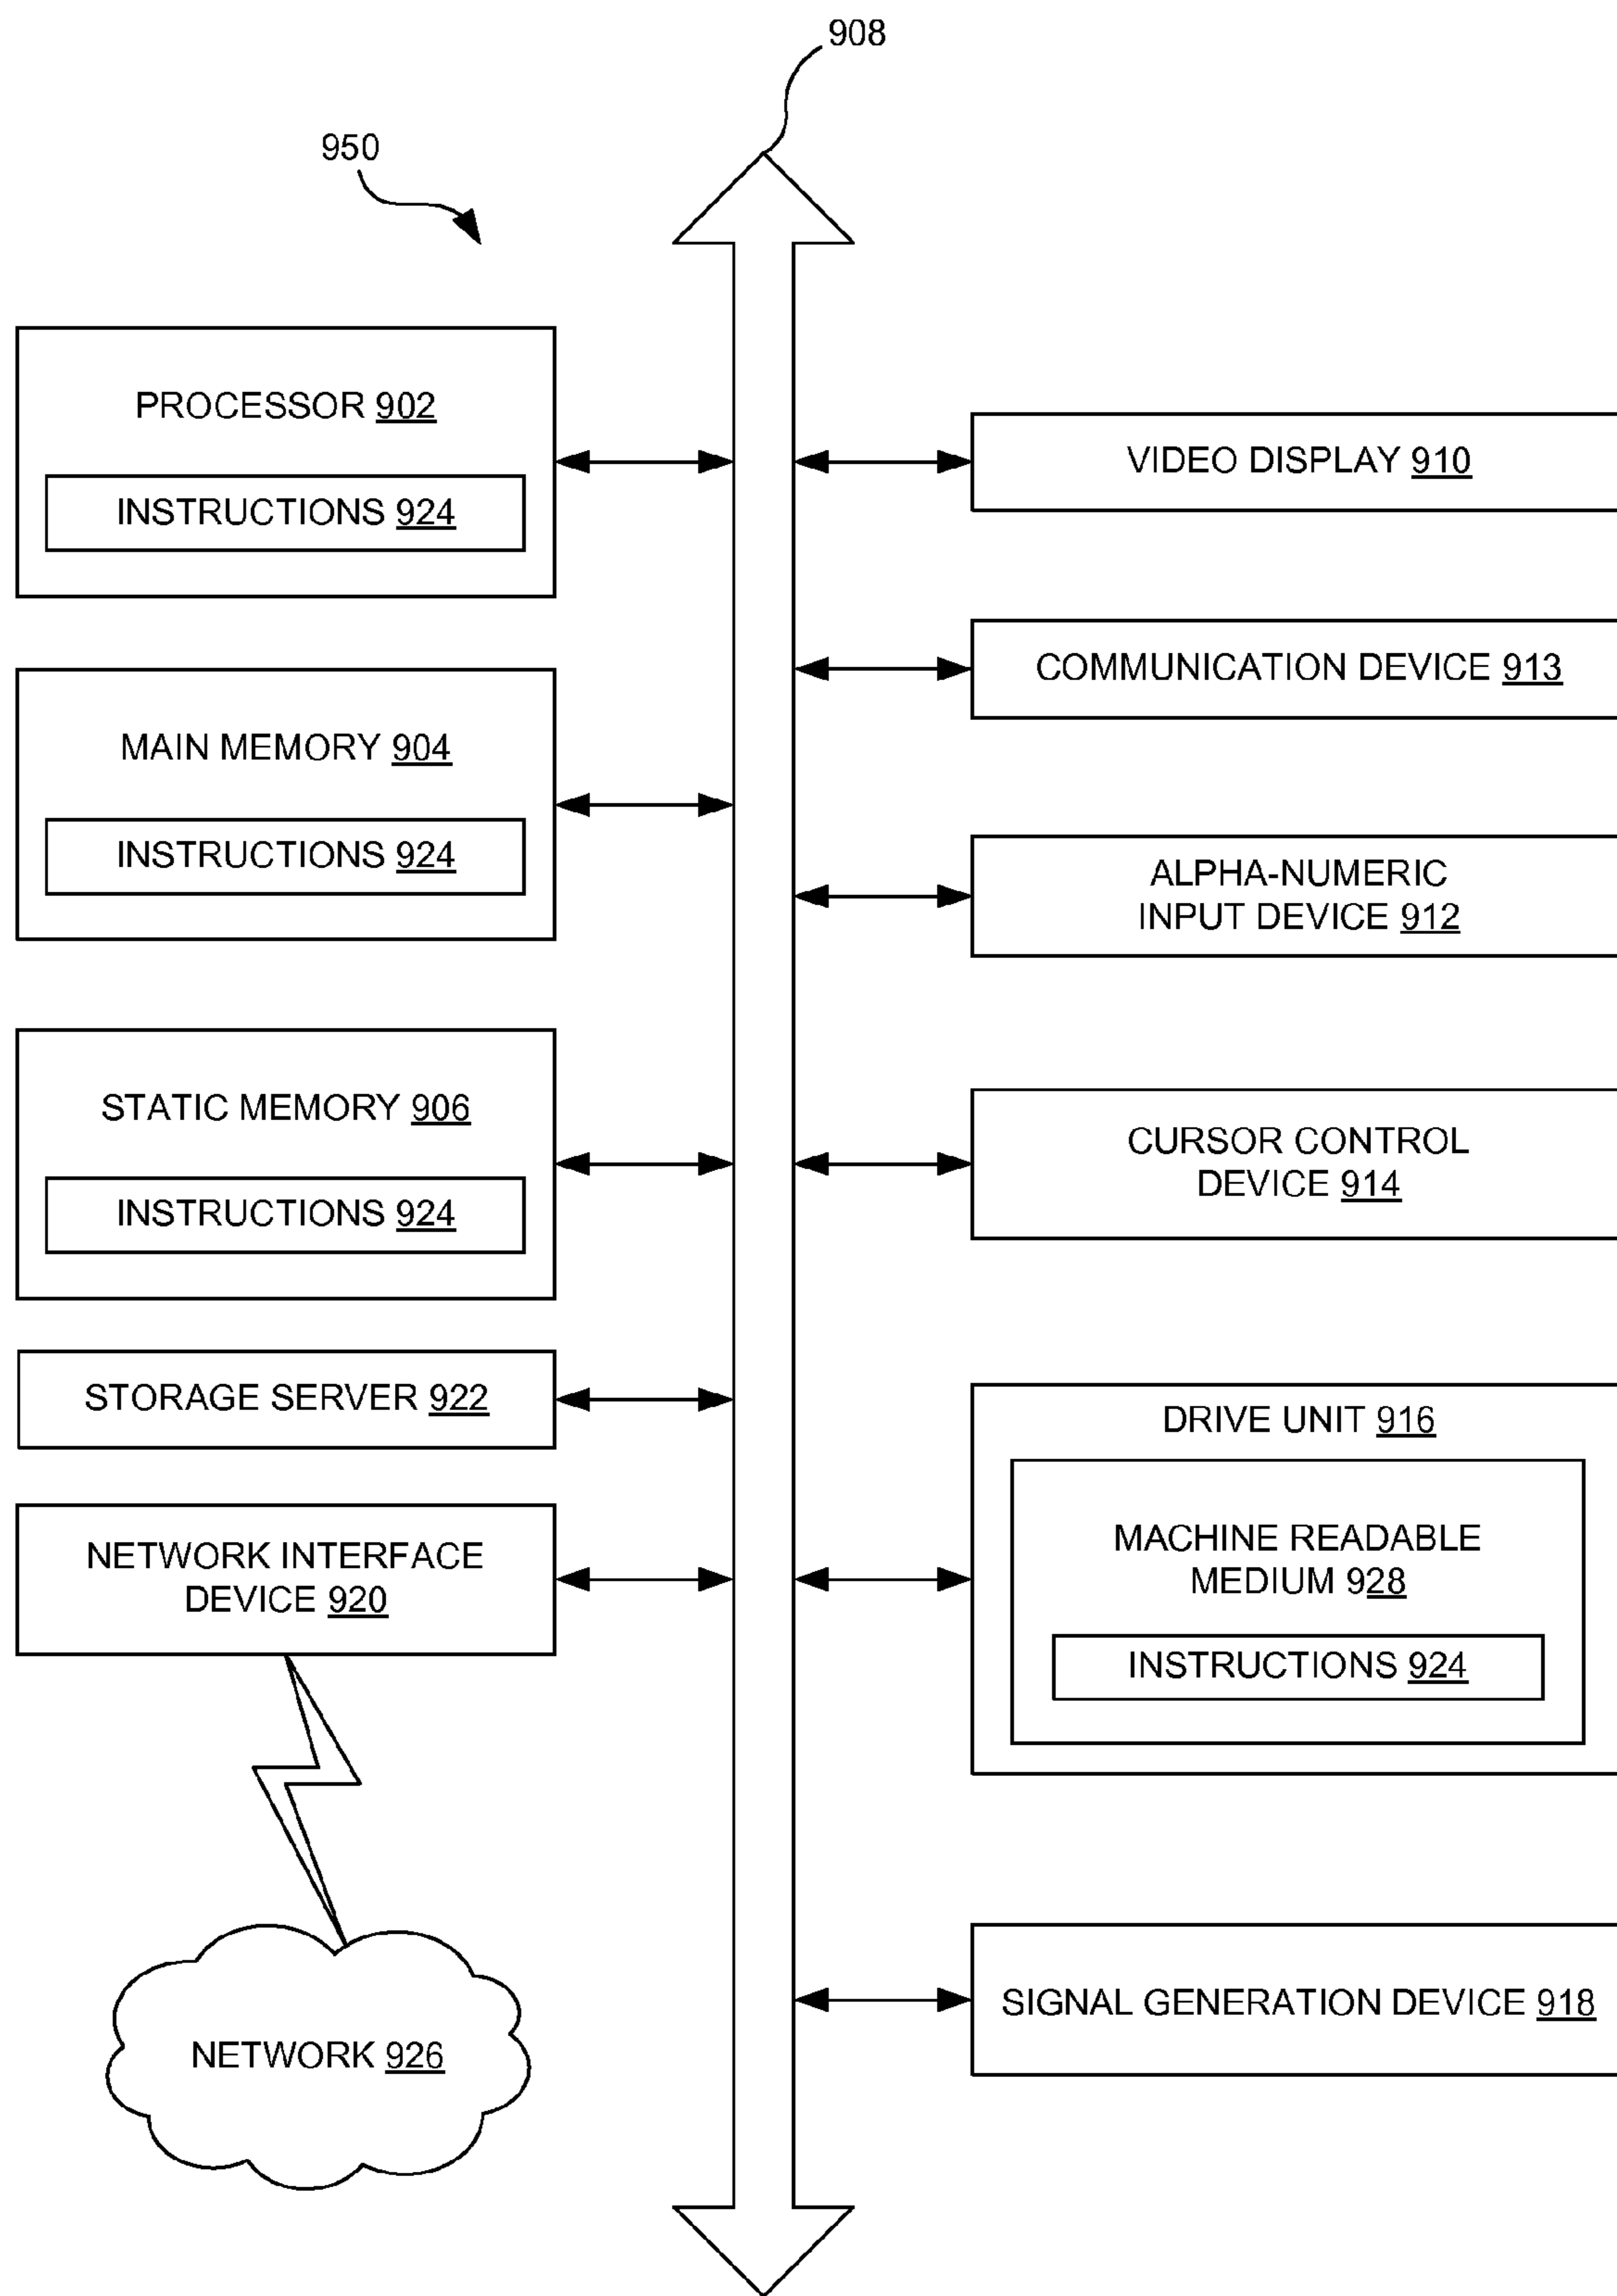 908
950
PROCESSOR 902
INSTRUCTIONS 924
MAIN MEMORY 904
INSTRUCTIONS 924
STATIC MEMORY 906
INSTRUCTIONS 924
STORAGE SERVER 922
NETWORK INTERFACE
DEVICE 920
NETWORK 926
VIDEO DISPLAY 910
COMMUNICATION DEVICE 913
ALPHA-NUMERIC
INPUT DEVICE 912
CURSOR CONTROL
DEVICE 914
DRIVE UNIT 916
MACHINE READABLE
MEDIUM 928
INSTRUCTIONS 924
SIGNAL GENERATION DEVICE 918